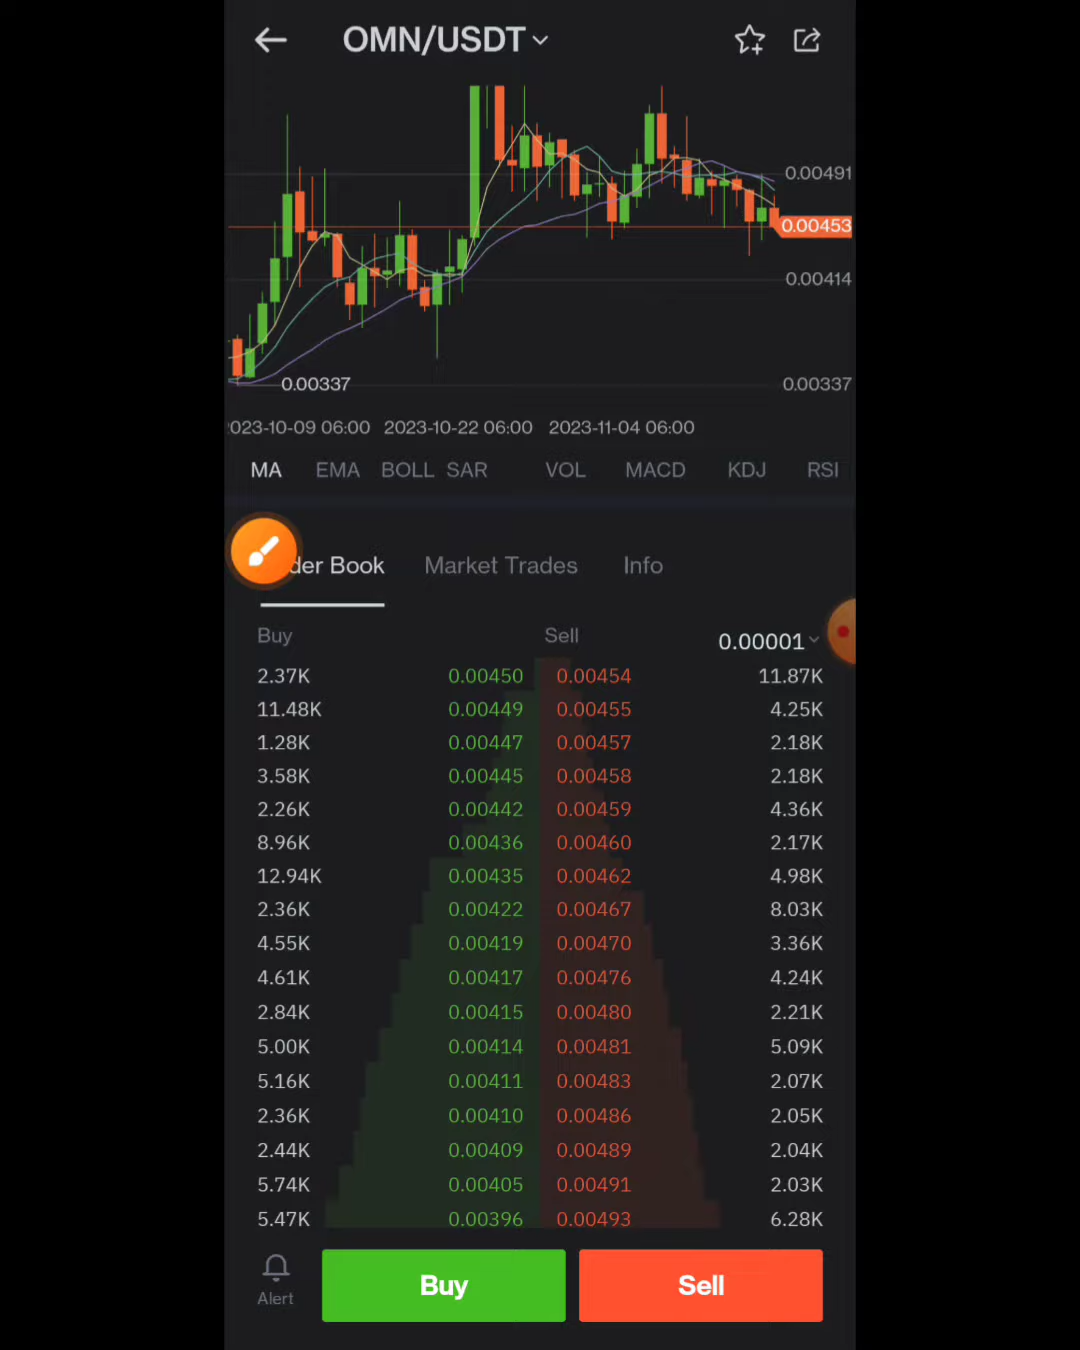 OMN/USDT
0.00491
0.00453
0.00414
0.00337 0.00337
2023-10-09 06:00 2023-10-22 06:00 2023-11-04 06:00
MA EMA BOLL SAR VOL MACD KDJ RSI
der Book Market Trades Info
Buy Sell 0.00001
2.37K 0.00450 0.00454 11.87K
11.48K 0.00449 0.00455 4.25K
1.28K 0.00447 0.00457 2.18K
3.58K 0.00445 0.00458 2.18K
2.26K 0.00442 0.00459 4.36K
8.96K 0.00436 0.00460 2.17K
12.94K 0.00435 0.00462 4.98K
2.36K 0.00422 0.00467 8.03K
4.55K 0.00419 0.00470 3.36K
4.61K 0.00417 0.00476 4.24K
2.84K 0.00415 0.00480 2.21K
5.00K 0.00414 0.00481 5.09K
5.16K 0.00411 0.00483 2.07K
2.36K 0.00410 0.00486 2.05K
2.44K 0.00409 0.00489 2.04K
5.74K 0.00405 0.00491 2.03K
5.47K 0.00396 0.00493 6.28K
Alert Buy Sell